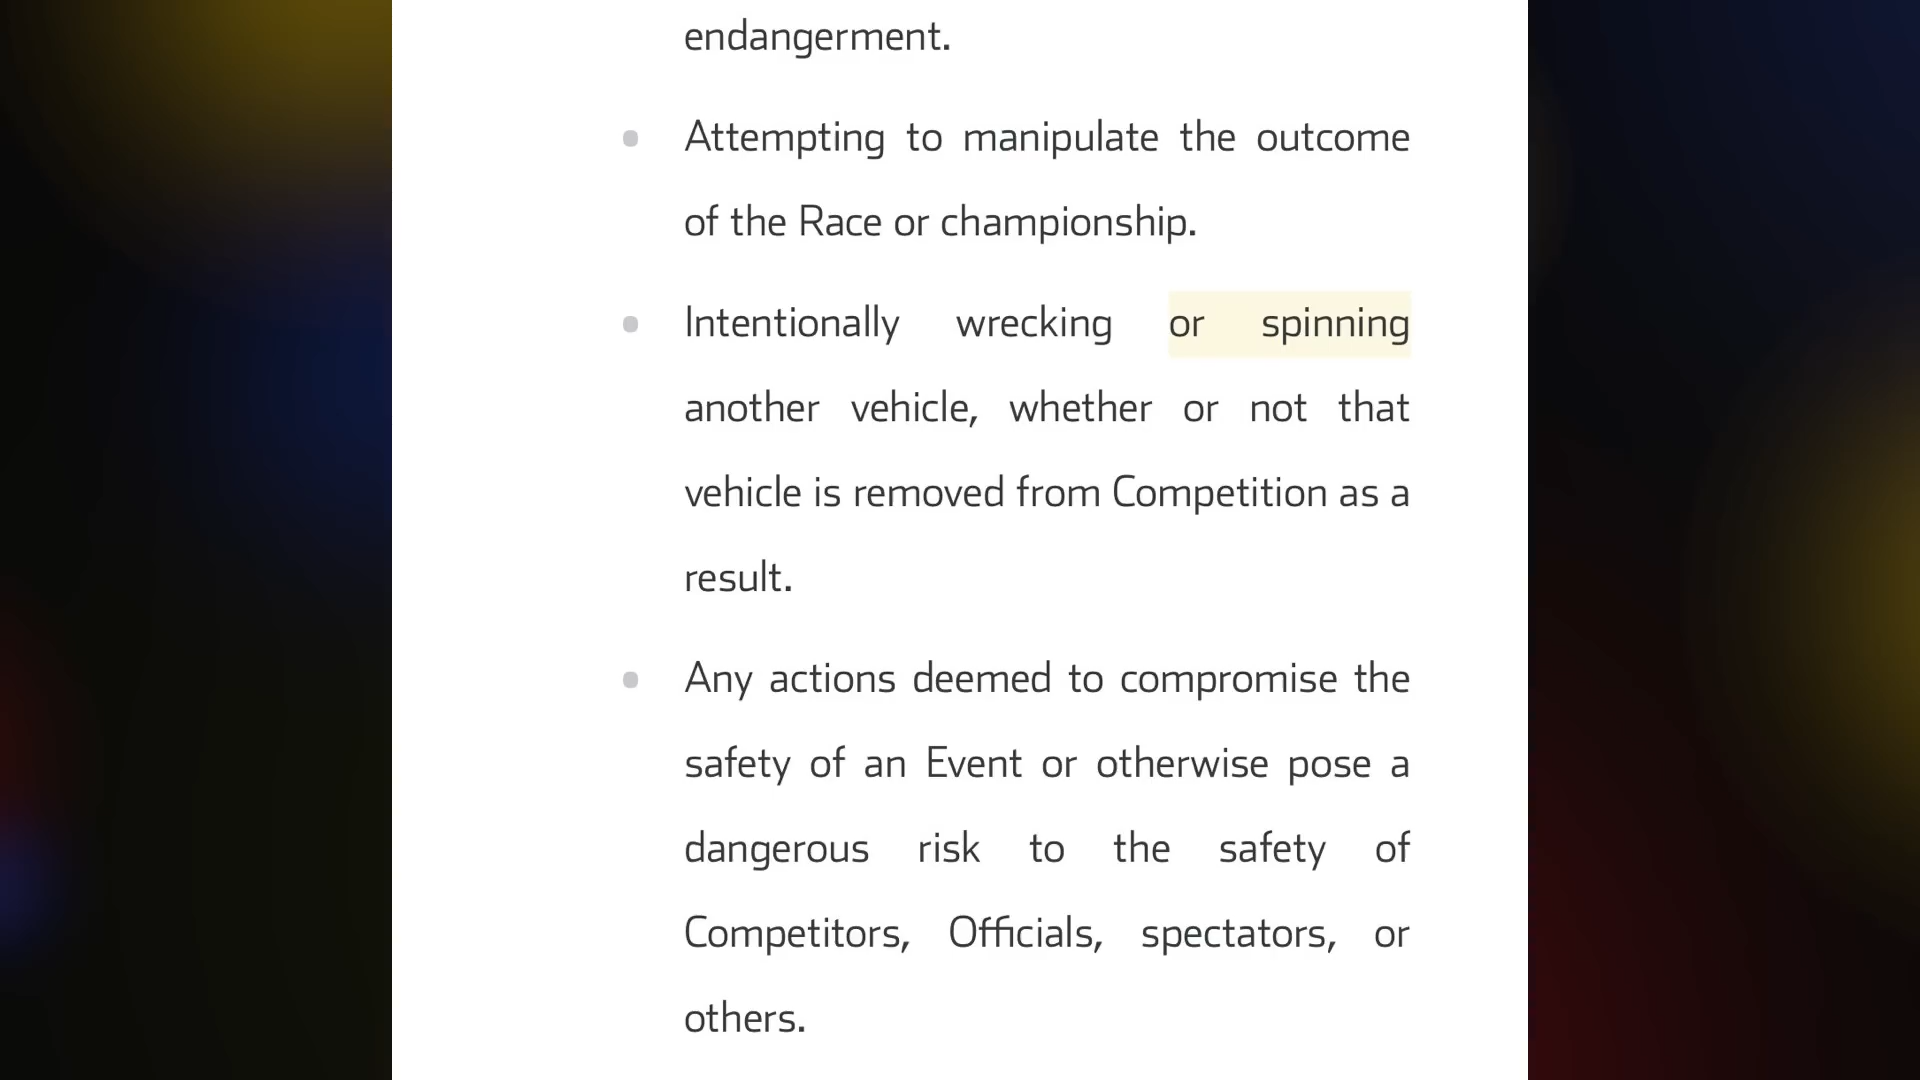 endangerment.
Attempting to manipulate the outcome
of the Race or championship.
Intentionally wrecking or spinning
another vehicle, whether or not that
vehicle is removed from Competition as a
result.
Any actions deemed to compromise the
safety of an Event or otherwise pose a
dangerous risk to the safety of
Competitors, Officials, spectators, or
others.